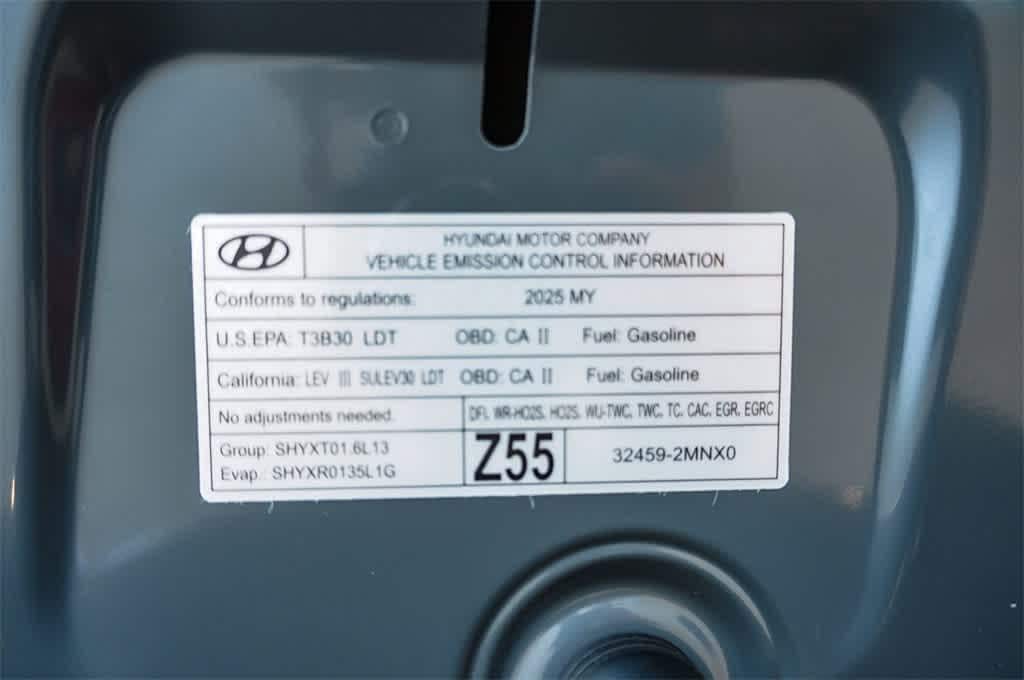 HYUNDAI MOTOR COMPANY
VEHICLE EMISSION CONTROL INFORMATION
Conforms to regulations: 2025 MY
U.S.EPA: T3B30 LDT OBD: CA II Fuel: Gasoline
California: LEV III SULEV30 LDT OBD: CA II Fuel: Gasoline
No adjustments needed. DFI, WR-HO2S, HO2S, WU-TWC, TWC, TC, CAC, EGR, EGRC
Group: SHYXT01.6L13
Evap.: SHYXR0135L1G
Z55
32459-2MNX0